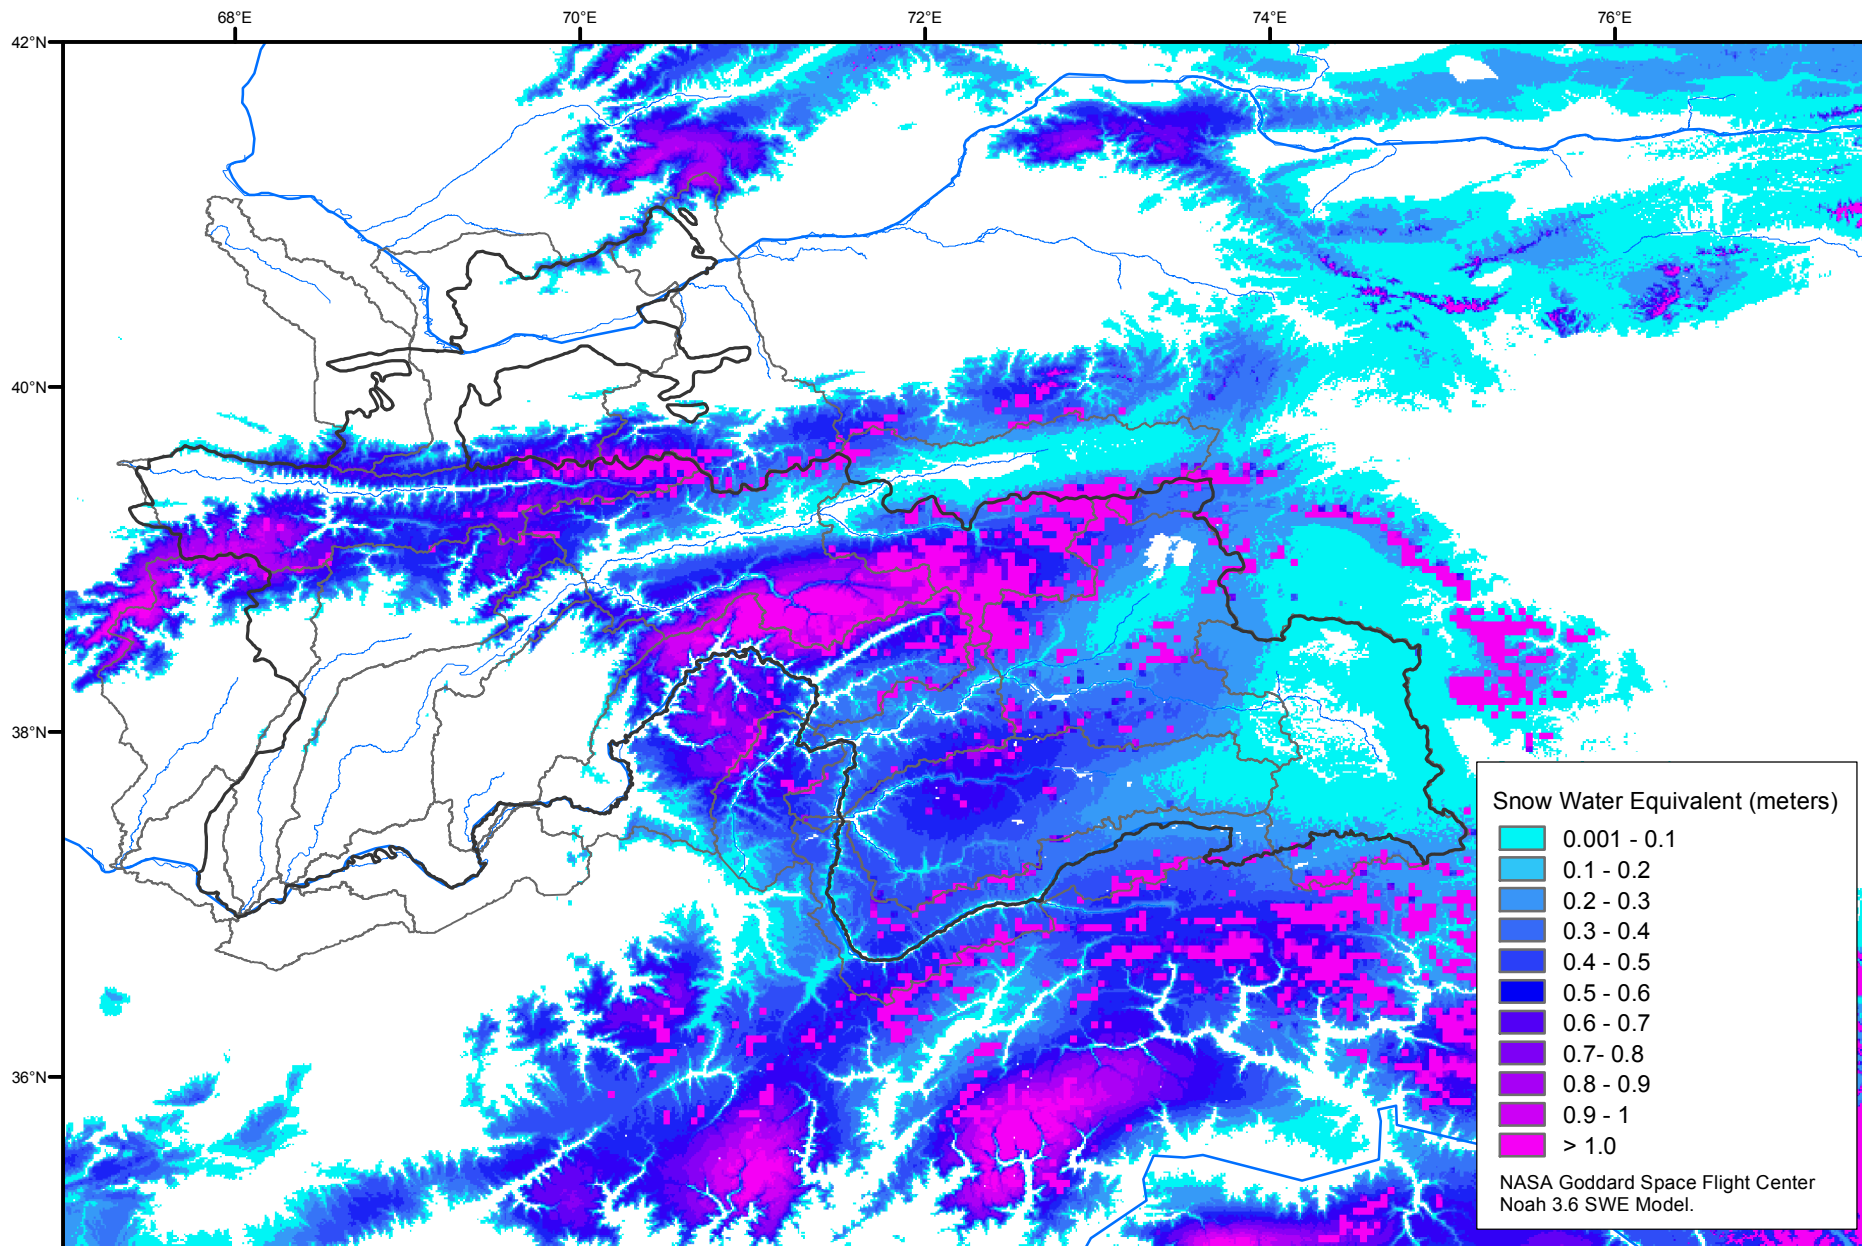 68°E 70°E 72°E 74°E 76°E
42°N
40°N
38°N
36°N
Snow Water Equivalent (meters)
0.001 - 0.1
0.1 - 0.2
0.2 - 0.3
0.3 - 0.4
0.4 - 0.5
0.5 - 0.6
0.6 - 0.7
0.7- 0.8
0.8 - 0.9
0.9 - 1
> 1.0
NASA Goddard Space Flight Center
Noah 3.6 SWE Model.